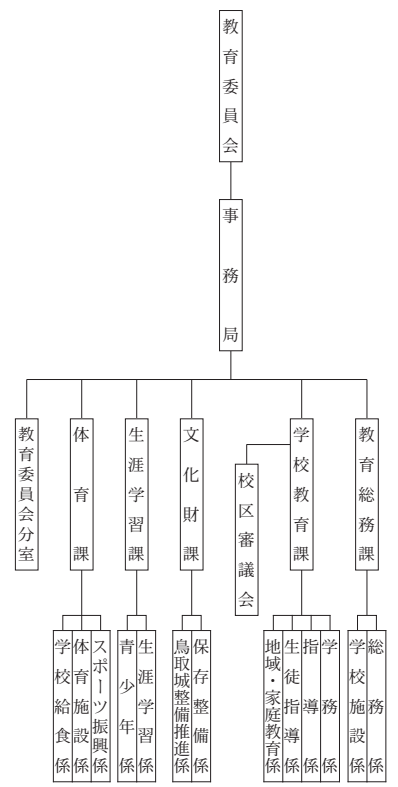 教育委員会
事務局
教育総務課
学校教育課
校区審議会
文化財課
生涯学習課
体育課
教育委員会分室
総務係
学校施設係
学務係
指導係
生徒指導係
地域・家庭教育係
保存整備係
鳥取城整備推進係
生涯学習係
青少年係
スポーツ振興係
体育施設係
学校給食係